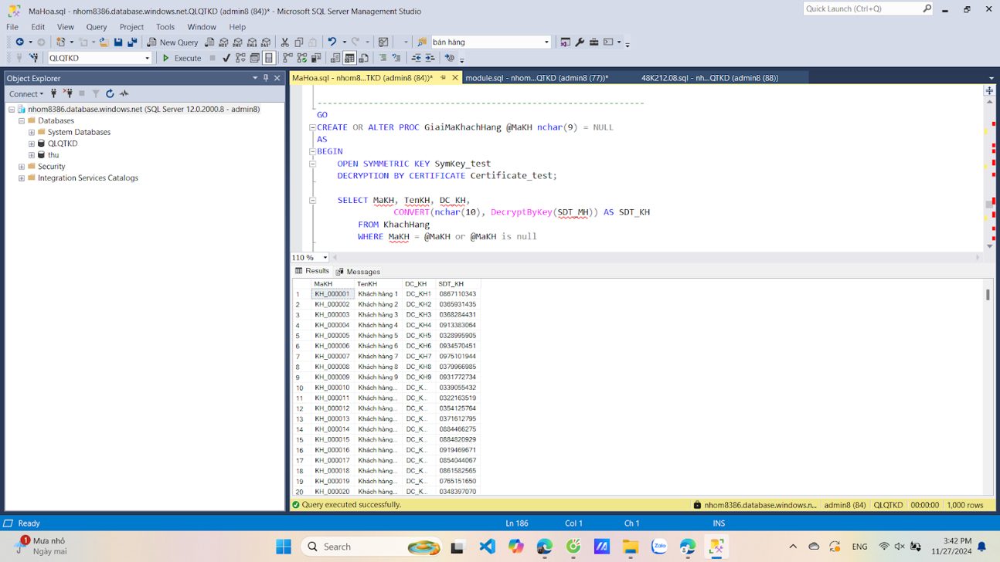 MaHoa.sql - nhom8386.database.windows.net.QLQTKD (admin8 (84))* - Microsoft SQL Server Management Studio
Quick Launch (Ctrl+Q)
File Edit View Query Project Tools Window Help
New Query
MDX DMX XMLA DAX
bán hàng
QLQTKD
Execute
Object Explorer
Connect
nhom8386.database.windows.net (SQL Server 12.0.2000.8 - admin8)
Databases
System Databases
QLQTKD
thu
Security
Integration Services Catalogs
MaHoa.sql - nhom8...TKD (admin8 (84))*
module.sql - nhom...QTKD (admin8 (77))*
48K212.08.sql - nh...QTKD (admin8 (88))
----------------------------------------------------------------
GO
CREATE OR ALTER PROC GiaiMaKhachHang @MaKH nchar(9) = NULL
AS
BEGIN
OPEN SYMMETRIC KEY SymKey_test
DECRYPTION BY CERTIFICATE Certificate_test;
SELECT MaKH, TenKH, DC_KH,
CONVERT(nchar(10), DecryptByKey(SDT_MH)) AS SDT_KH
FROM KhachHang
WHERE MaKH = @MaKH or @MaKH is null
110 %
Results Messages
MaKH TenKH DC_KH SDT_KH
1 KH_000001 Khách hàng 1 DC_KH1 0867110343
2 KH_000002 Khách hàng 2 DC_KH2 0365931435
3 KH_000003 Khách hàng 3 DC_KH3 0368284431
4 KH_000004 Khách hàng 4 DC_KH4 0913383064
5 KH_000005 Khách hàng 5 DC_KH5 0328995905
6 KH_000006 Khách hàng 6 DC_KH6 0934570451
7 KH_000007 Khách hàng 7 DC_KH7 0975101944
8 KH_000008 Khách hàng 8 DC_KH8 0379966985
9 KH_000009 Khách hàng 9 DC_KH9 0931772734
10 KH_000010 Khách hàng... DC_K... 0339055432
11 KH_000011 Khách hàng... DC_K... 0322163519
12 KH_000012 Khách hàng... DC_K... 0354125764
13 KH_000013 Khách hàng... DC_K... 0371612795
14 KH_000014 Khách hàng... DC_K... 0884466275
15 KH_000015 Khách hàng... DC_K... 0884820929
16 KH_000016 Khách hàng... DC_K... 0919469671
17 KH_000017 Khách hàng... DC_K... 0854044067
18 KH_000018 Khách hàng... DC_K... 0861582565
19 KH_000019 Khách hàng... DC_K... 0765151650
20 KH_000020 Khách hàng... DC_K... 0348397070
Query executed successfully.
nhom8386.database.windows.n... admin8 (84) QLQTKD 00:00:00 1,000 rows
Ready Ln 186 Col 1 Ch 1 INS
1 Mưa nhỏ
Ngày mai
Search
Zalo
ENG
3:42 PM
11/27/2024